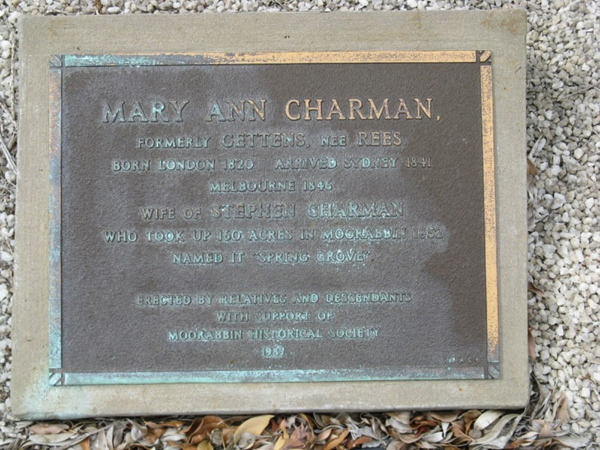 MARY ANN CHARMAN,
FORMERLY GETTENS, NEE REES
BORN LONDON 1820 ARRIVED SYDNEY 1841
MELBOURNE 1846
WIFE OF STEPHEN CHARMAN
WHO TOOK UP 160 ACRES IN MOORABBIN
NAMED IT "SPRING GROVE"
ERECTED BY RELATIVES AND DESCENDANTS
WITH SUPPORT OF
MOORABBIN HISTORICAL SOCIETY